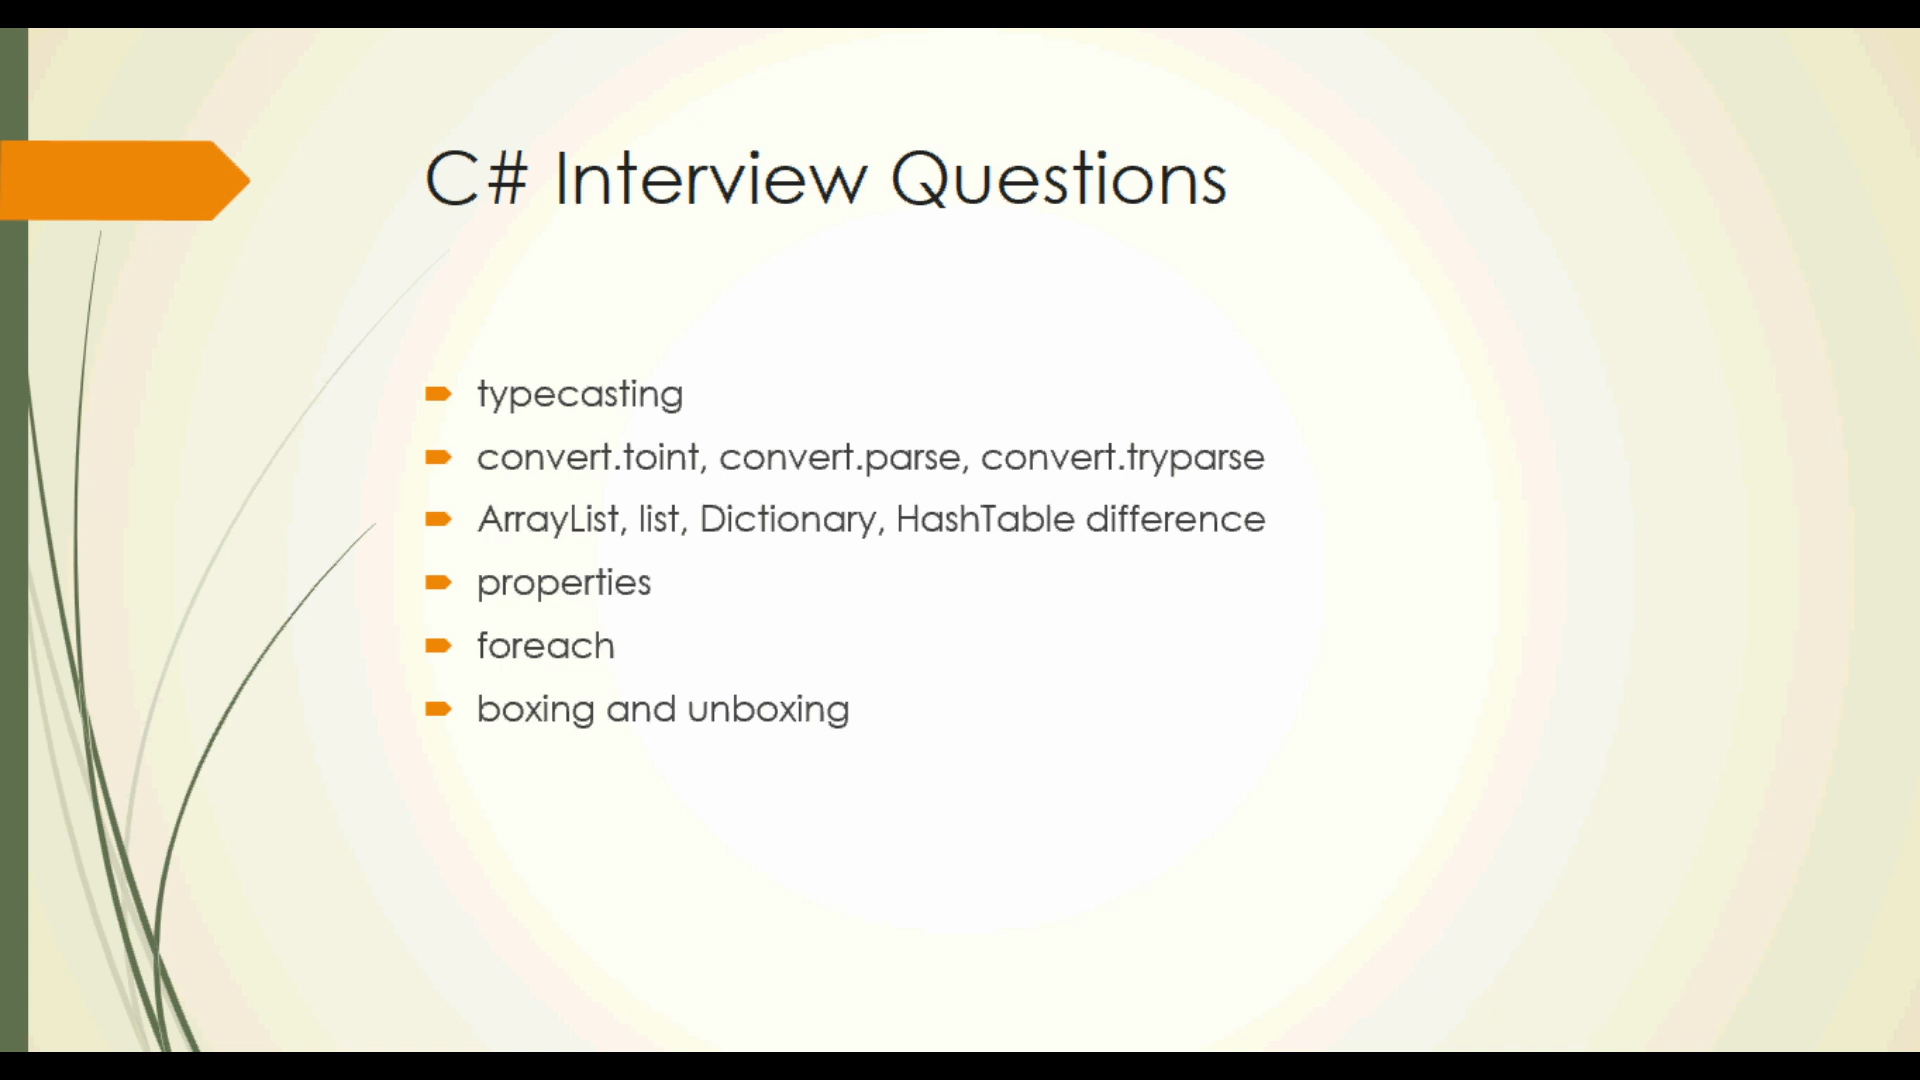 C# Interview Questions
typecasting
convert.toint, convert.parse, convert.tryparse
ArrayList, list, Dictionary, HashTable difference
properties
foreach
boxing and unboxing